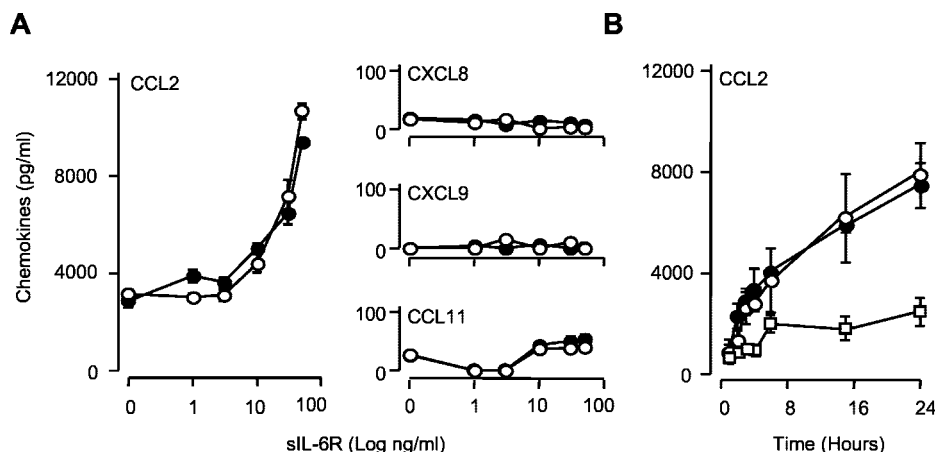 A
B
CCL2
12000
8000
4000
0
Chemokines (pg/ml)
0 1 10 100
CXCL8
100
0
CXCL9
100
0
CCL11
100
0
0 1 10 100
sIL-6R (Log ng/ml)
CCL2
12000
8000
4000
0
0 8 16 24
Time (Hours)